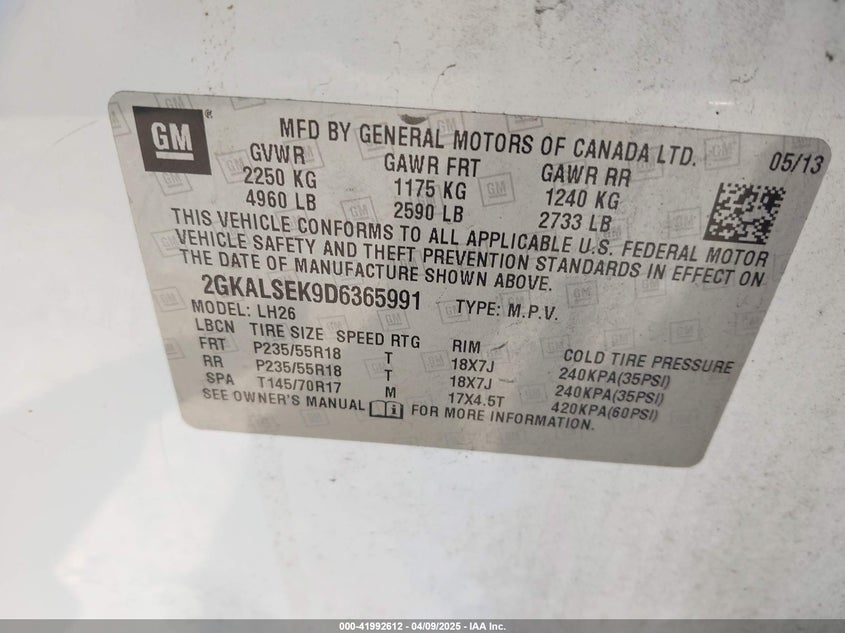 GM®
MFD BY GENERAL MOTORS OF CANADA LTD. 05/13
GVWR GAWR FRT GAWR RR
2250 KG 1175 KG 1240 KG
4960 LB 2590 LB 2733 LB
THIS VEHICLE CONFORMS TO ALL APPLICABLE U.S. FEDERAL MOTOR
VEHICLE SAFETY AND THEFT PREVENTION STANDARDS IN EFFECT ON
THE DATE OF MANUFACTURE SHOWN ABOVE.
2GKALSEK9D6365991 TYPE: M.P.V.
MODEL: LH26
LBCN TIRE SIZE SPEED RTG RIM COLD TIRE PRESSURE
FRT P235/55R18 T 18X7J 240KPA(35PSI)
RR P235/55R18 T 18X7J 240KPA(35PSI)
SPA T145/70R17 M 17X4.5T 420KPA(60PSI)
SEE OWNER'S MANUAL FOR MORE INFORMATION.
000-41992612 - 04/09/2025 - IAA Inc.